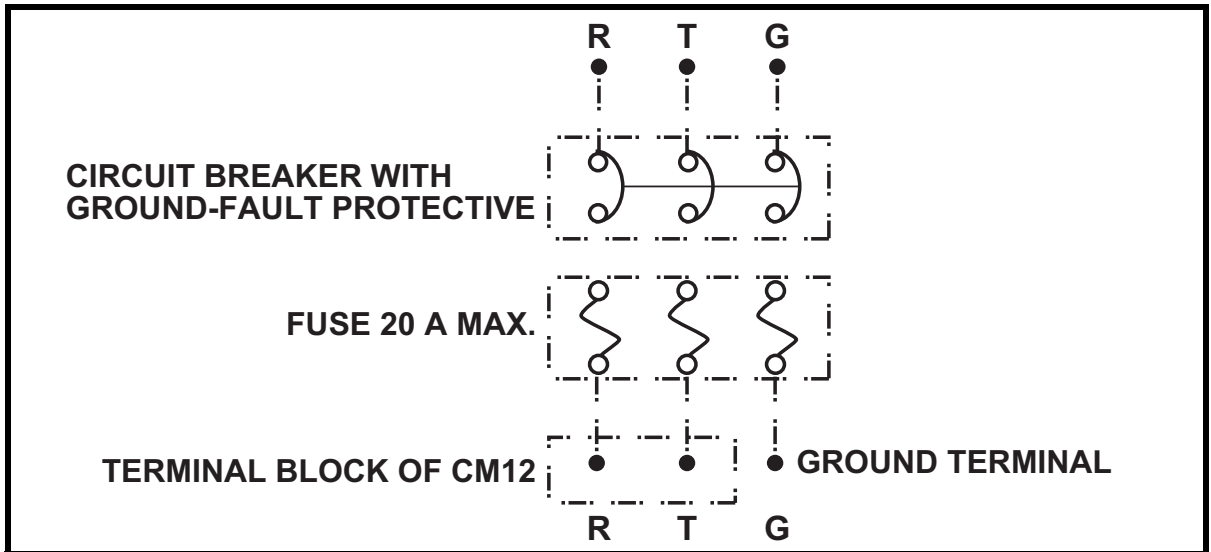 R T G
CIRCUIT BREAKER WITH
GROUND-FAULT PROTECTIVE
FUSE 20 A MAX.
TERMINAL BLOCK OF CM12
GROUND TERMINAL
R T G